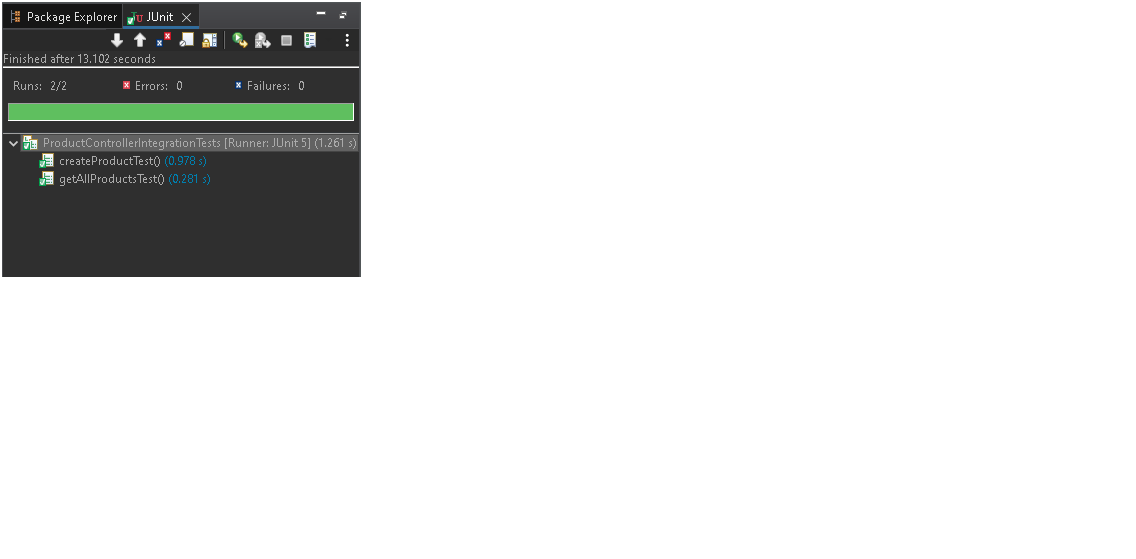 Package Explorer JUnit
Finished after 13.102 seconds
Runs: 2/2 Errors: 0 Failures: 0
ProductControllerIntegrationTests [Runner: JUnit 5] (1.261 s)
createProductTest() (0.978 s)
getAllProductsTest() (0.281 s)